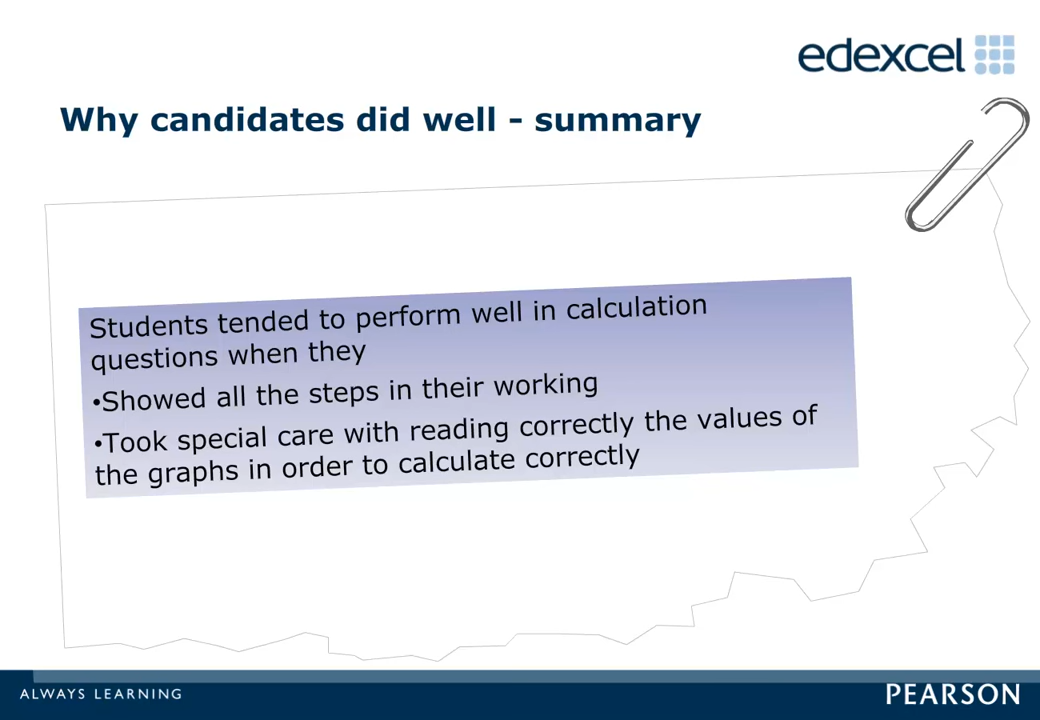 edexcel
Why candidates did well - summary
Students tended to perform well in calculation
questions when they
•Showed all the steps in their working
•Took special care with reading correctly the values of
the graphs in order to calculate correctly
ALWAYS LEARNING
PEARSON